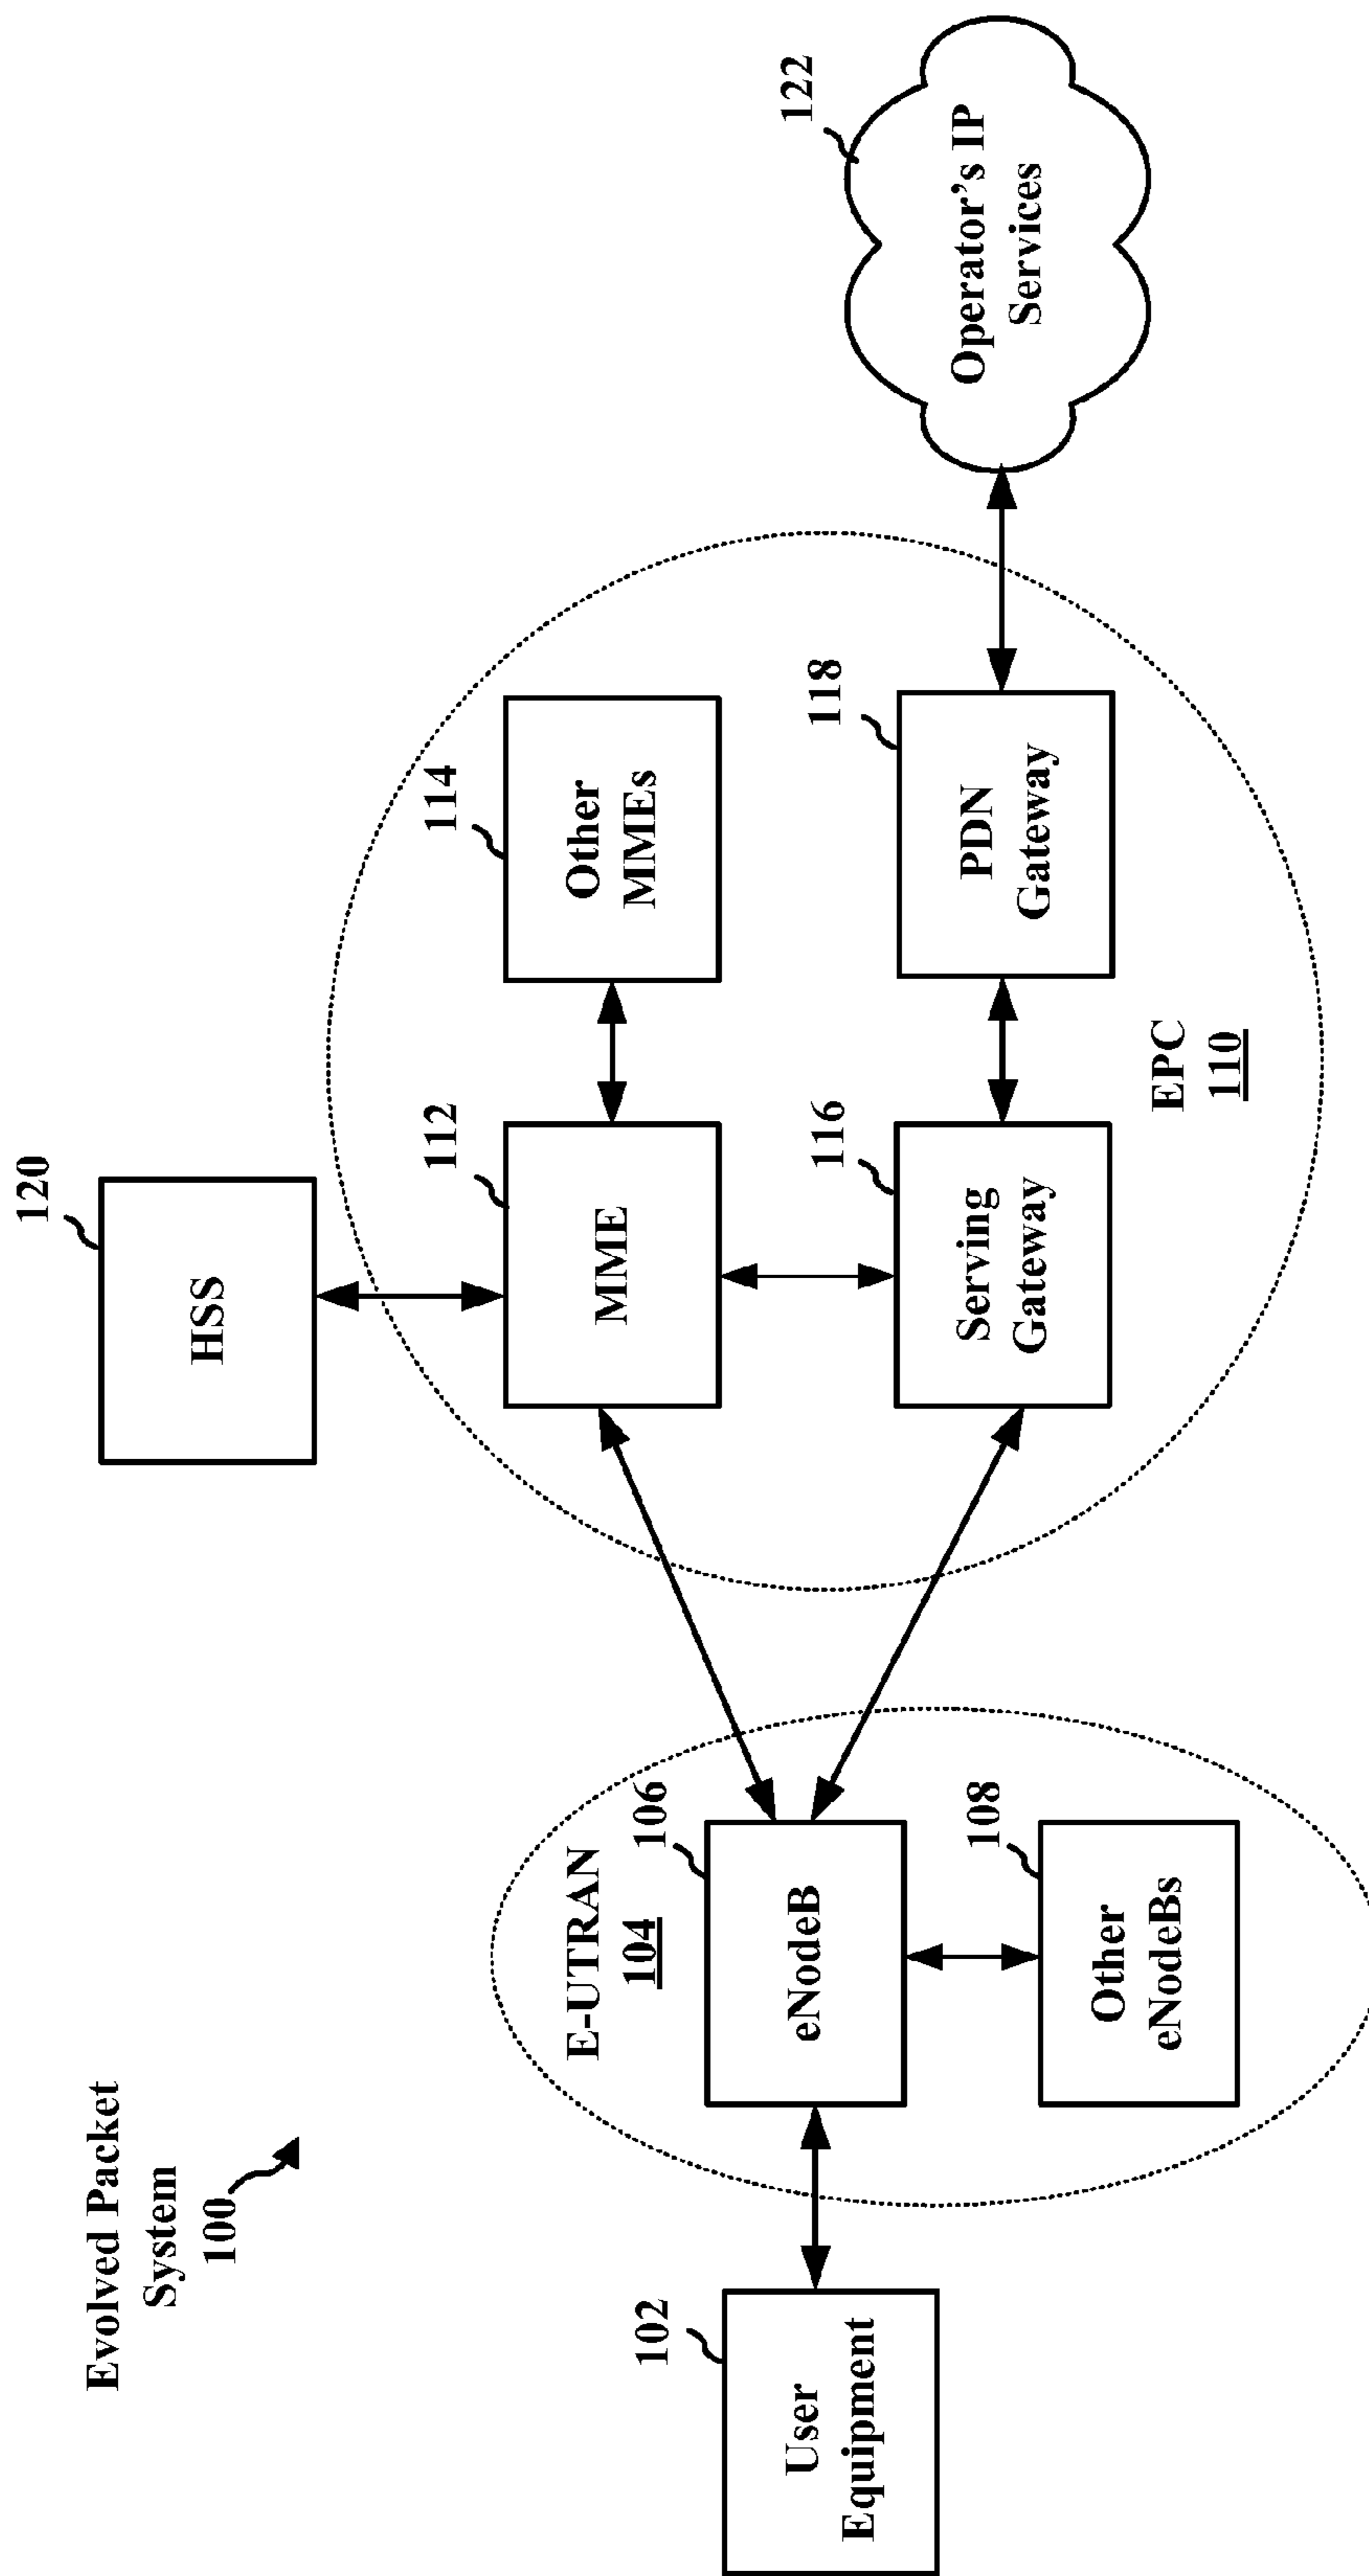 Evolved Packet
System
100
120
HSS
E-UTRAN
104
112
MME
114
Other
MMEs
102
User
Equipment
106
eNodeB
116
Serving
Gateway
118
PDN
Gateway
122
Operator’s IP
Services
108
Other
eNodeBs
EPC
110